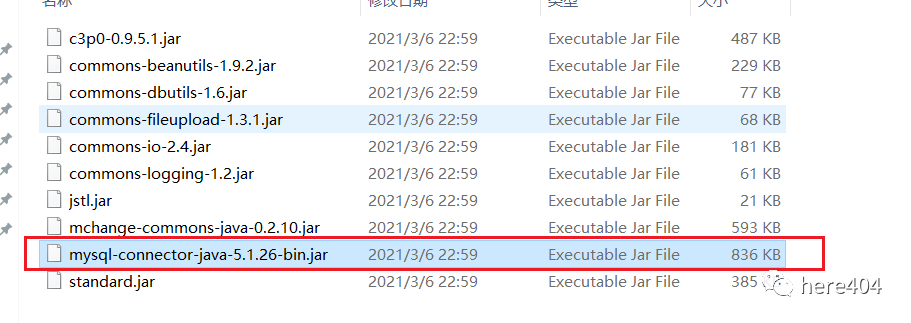 名称 修改日期 类型 大小
c3p0-0.9.5.1.jar 2021/3/6 22:59 Executable Jar File 487 KB
commons-beanutils-1.9.2.jar 2021/3/6 22:59 Executable Jar File 229 KB
commons-dbutils-1.6.jar 2021/3/6 22:59 Executable Jar File 77 KB
commons-fileupload-1.3.1.jar 2021/3/6 22:59 Executable Jar File 68 KB
commons-io-2.4.jar 2021/3/6 22:59 Executable Jar File 181 KB
commons-logging-1.2.jar 2021/3/6 22:59 Executable Jar File 61 KB
jstl.jar 2021/3/6 22:59 Executable Jar File 21 KB
mchange-commons-java-0.2.10.jar 2021/3/6 22:59 Executable Jar File 593 KB
mysql-connector-java-5.1.26-bin.jar 2021/3/6 22:59 Executable Jar File 836 KB
standard.jar 2021/3/6 22:59 Executable Jar File 385
here404